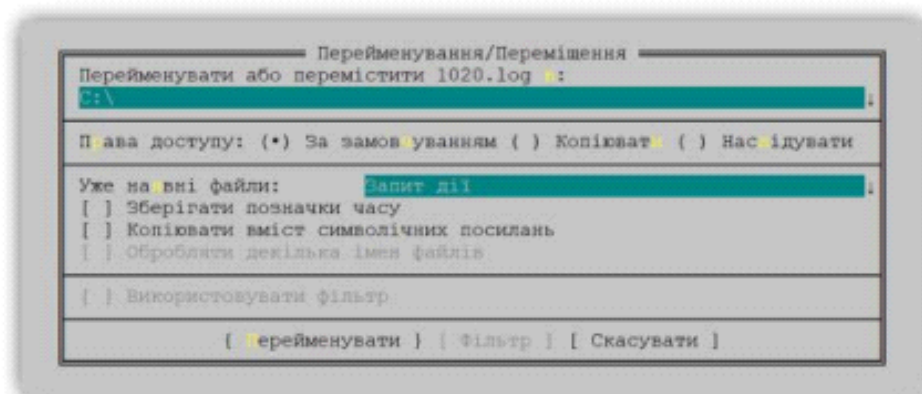 Перейменування/Переміщення
Перейменувати або перемістити 1020.log в:
C:\
Права доступу: (•) За замовчуванням ( ) Копіювати ( ) Наслідувати
Уже наявні файли: Запит дії
[ ] Зберігати позначки часу
[ ] Копіювати вміст символічних посилань
[ ] Обробляти декілька імен файлів
[ ] Використовувати фільтр
{ Перейменувати } [ Фільтр ] [ Скасувати ]